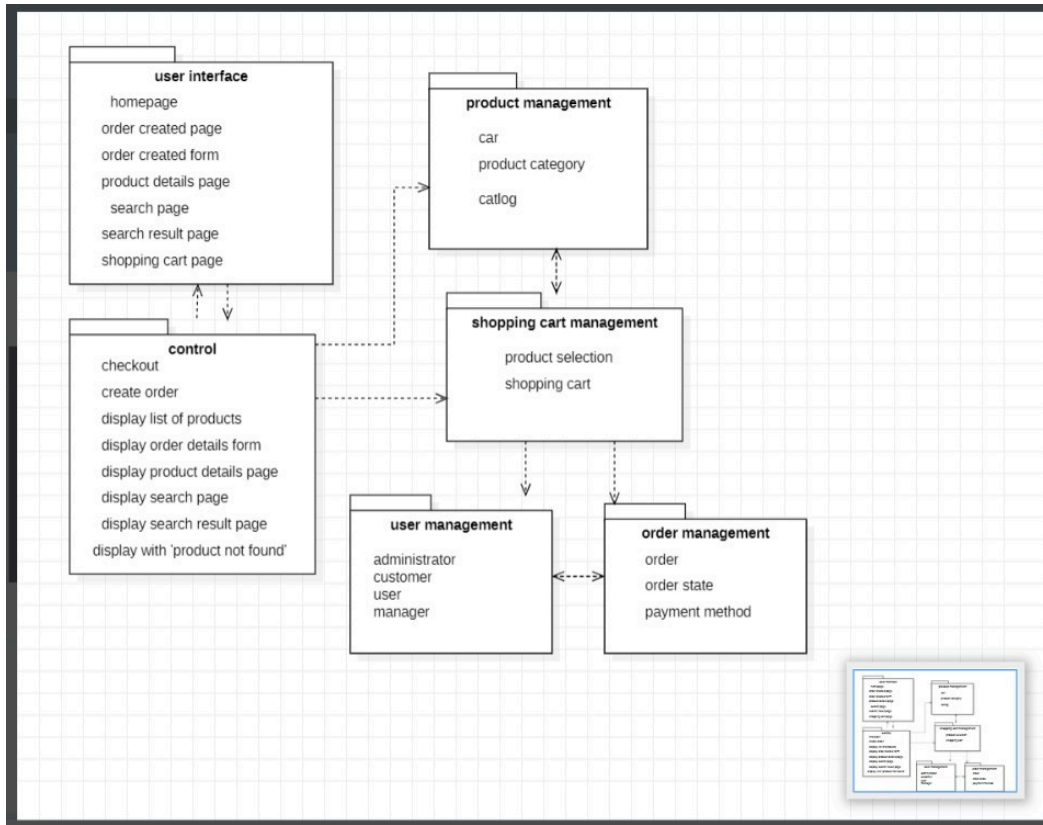 user interface
homepage
order created page
order created form
product details page
search page
search result page
shopping cart page
product management
car
product category
catlog
control
checkout
create order
display list of products
display order details form
display product details page
display search page
display search result page
display with 'product not found'
shopping cart management
product selection
shopping cart
user management
administrator
customer
user
manager
order management
order
order state
payment method